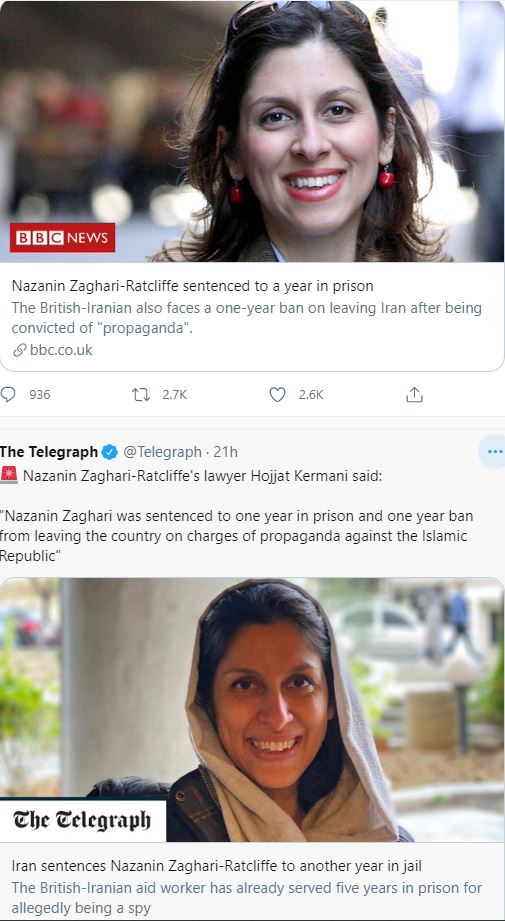 BBC NEWS
Nazanin Zaghari-Ratcliffe sentenced to a year in prison
The British-Iranian also faces a one-year ban on leaving Iran after being
convicted of "propaganda".
bbc.co.uk
936 2.7K 2.6K
The Telegraph @Telegraph · 21h
Nazanin Zaghari-Ratcliffe's lawyer Hojjat Kermani said:
"Nazanin Zaghari was sentenced to one year in prison and one year ban
from leaving the country on charges of propaganda against the Islamic
Republic"
The Telegraph
Iran sentences Nazanin Zaghari-Ratcliffe to another year in jail
The British-Iranian aid worker has already served five years in prison for
allegedly being a spy